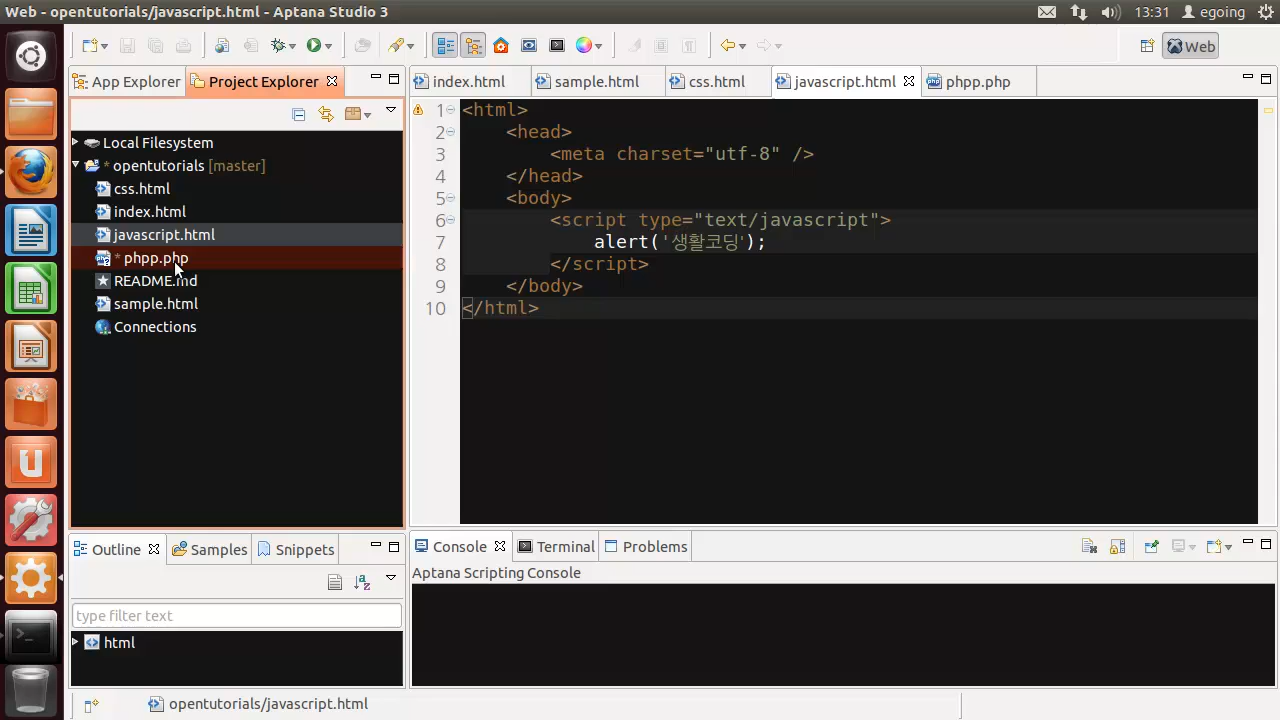 Web - opentutorials/javascript.html - Aptana Studio 3
13:31
egoing
Web
App Explorer
Project Explorer
index.html
sample.html
css.html
javascript.html
phpp.php
Local Filesystem
* opentutorials [master]
css.html
index.html
javascript.html
* phpp.php
README.md
sample.html
Connections
1 <html>
2 <head>
3 <meta charset="utf-8" />
4 </head>
5 <body>
6 <script type="text/javascript">
7 alert('생활코딩');
8 </script>
9 </body>
10 </html>
Outline
Samples
Snippets
type filter text
html
Console
Terminal
Problems
Aptana Scripting Console
opentutorials/javascript.html